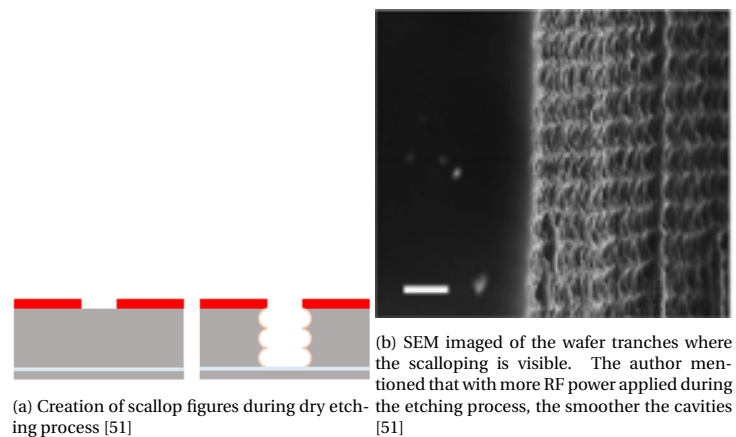 (a) Creation of scallop figures during dry etch-
ing process [51]
(b) SEM imaged of the wafer tranches where
the scalloping is visible. The author men-
tioned that with more RF power applied during
the etching process, the smoother the cavities
[51]